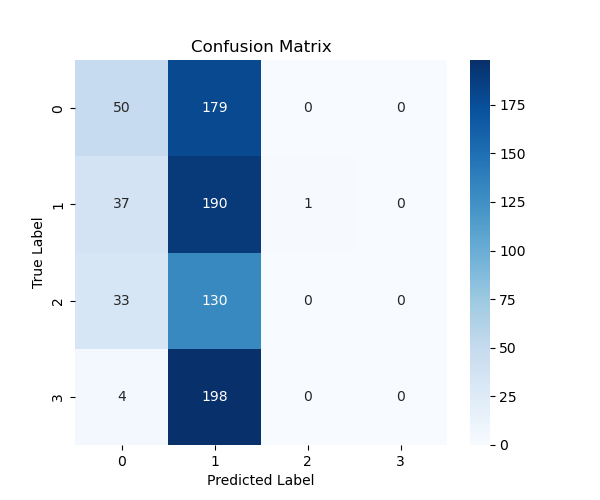 Confusion Matrix
True Label
0 50 179 0 0
1 37 190 1 0
2 33 130 0 0
3 4 198 0 0
0 1 2 3
Predicted Label
175
150
125
100
75
50
25
0